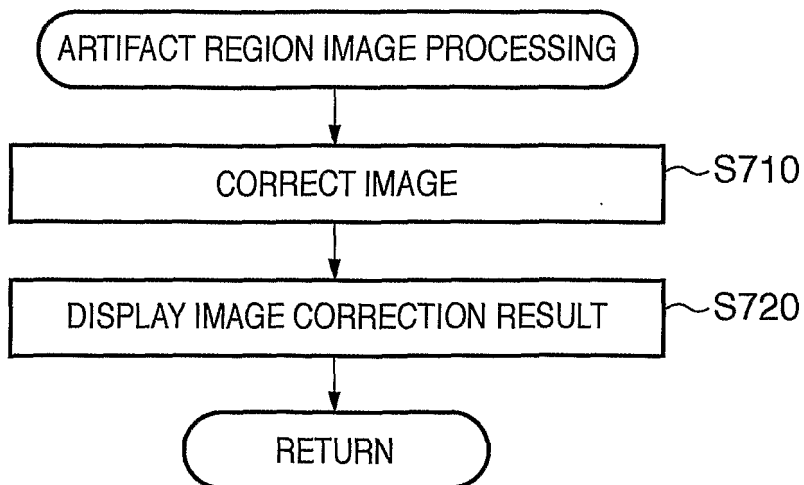 ARTIFACT REGION IMAGE PROCESSING
CORRECT IMAGE
S710
DISPLAY IMAGE CORRECTION RESULT
S720
RETURN